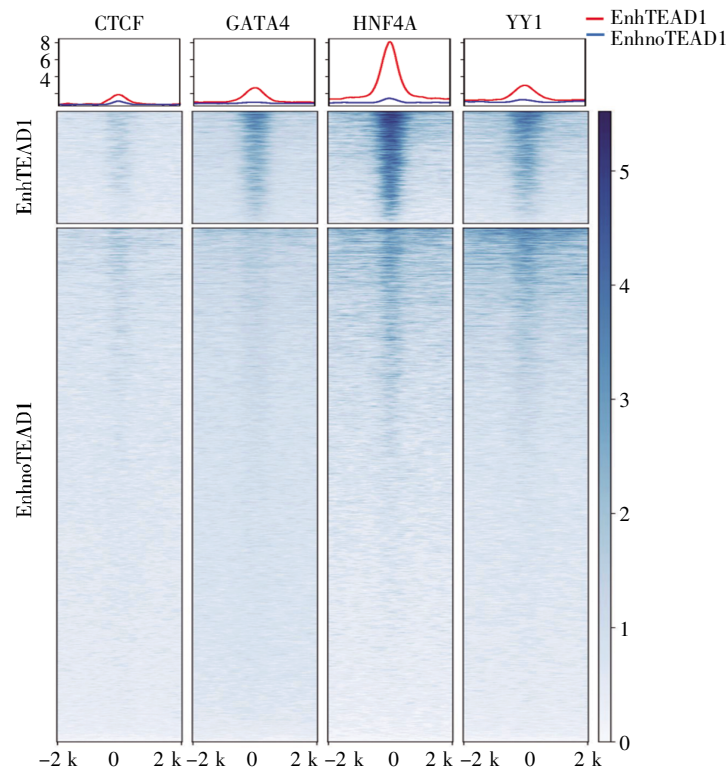 CTCF GATA4 HNF4A YY1
EnhTEAD1
EnhnoTEAD1
8
6
4
EnhTEAD1
EnhnoTEAD1
5
4
3
2
1
0
−2 k 0 2 k −2 k 0 2 k −2 k 0 2 k −2 k 0 2 k